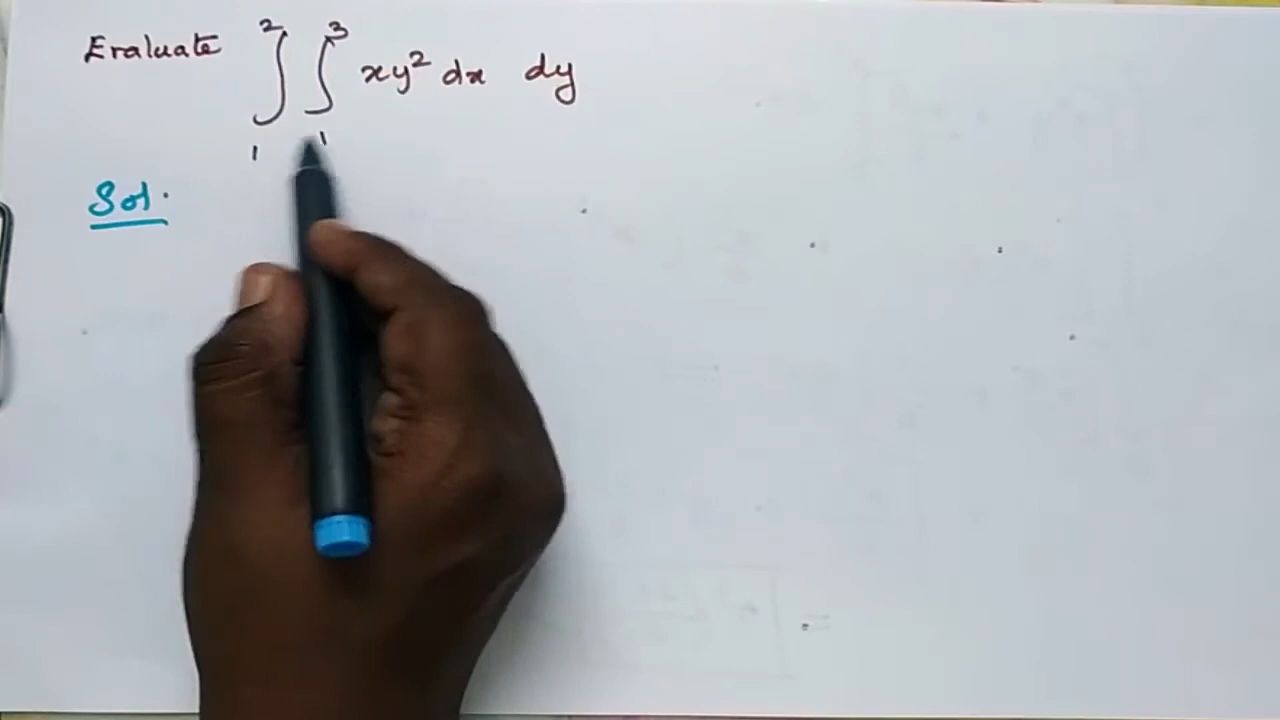 Evaluate ∫₁² ∫₁³ xy² dx dy
Sol.